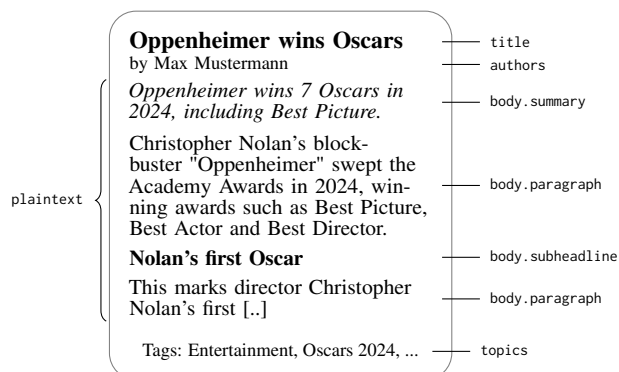 Oppenheimer wins Oscars
title
by Max Mustermann
authors
Oppenheimer wins 7 Oscars in
2024, including Best Picture.
body.summary
Christopher Nolan's block-
buster "Oppenheimer" swept the
Academy Awards in 2024, win-
ning awards such as Best Picture,
Best Actor and Best Director.
body.paragraph
plaintext
Nolan's first Oscar
body.subheadline
This marks director Christopher
Nolan's first [..]
body.paragraph
Tags: Entertainment, Oscars 2024, ...
topics